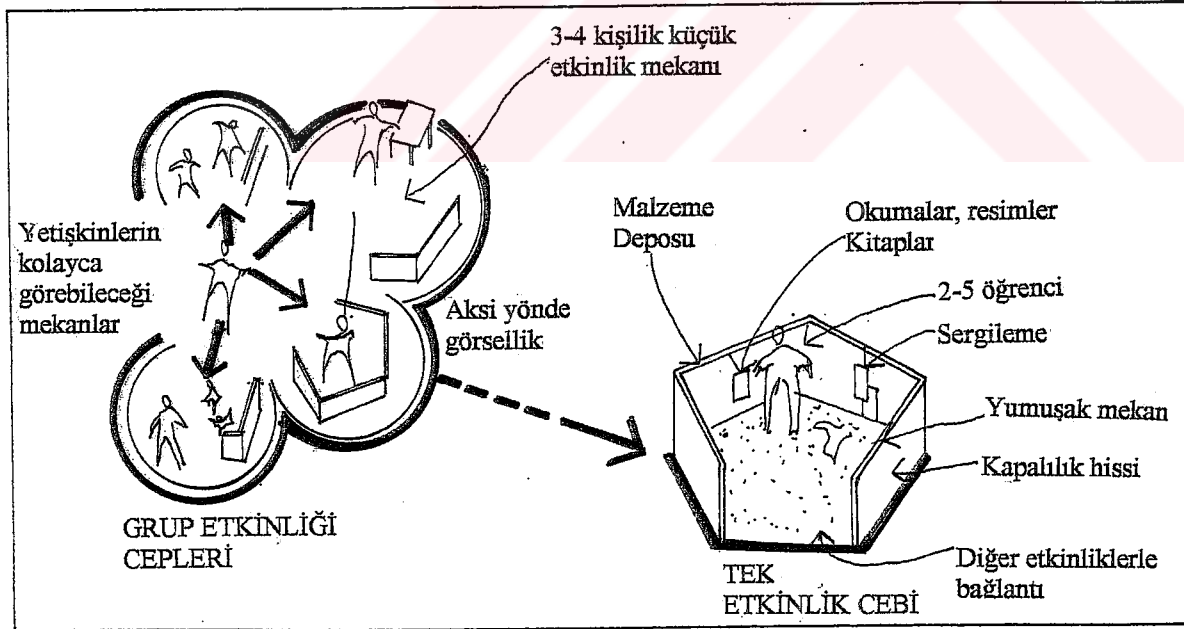 3-4 kişilik küçük
etkinlik mekanı
Yetişkinlerin
kolayca
görebileceği
mekanlar
Aksi yönde
görsellik
GRUP ETKİNLİĞİ
CEPLERİ
Malzeme
Deposu
Okumalar, resimler
Kitaplar
2-5 öğrenci
Sergileme
Yumuşak mekan
Kapalılık hissi
Diğer etkinliklerle
bağlantı
TEK
ETKİNLİK CEBİ